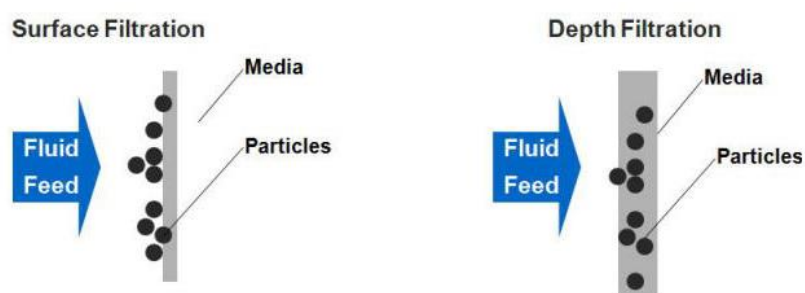 Surface Filtration
Media
Fluid
Feed
Particles
Depth Filtration
Media
Fluid
Feed
Particles